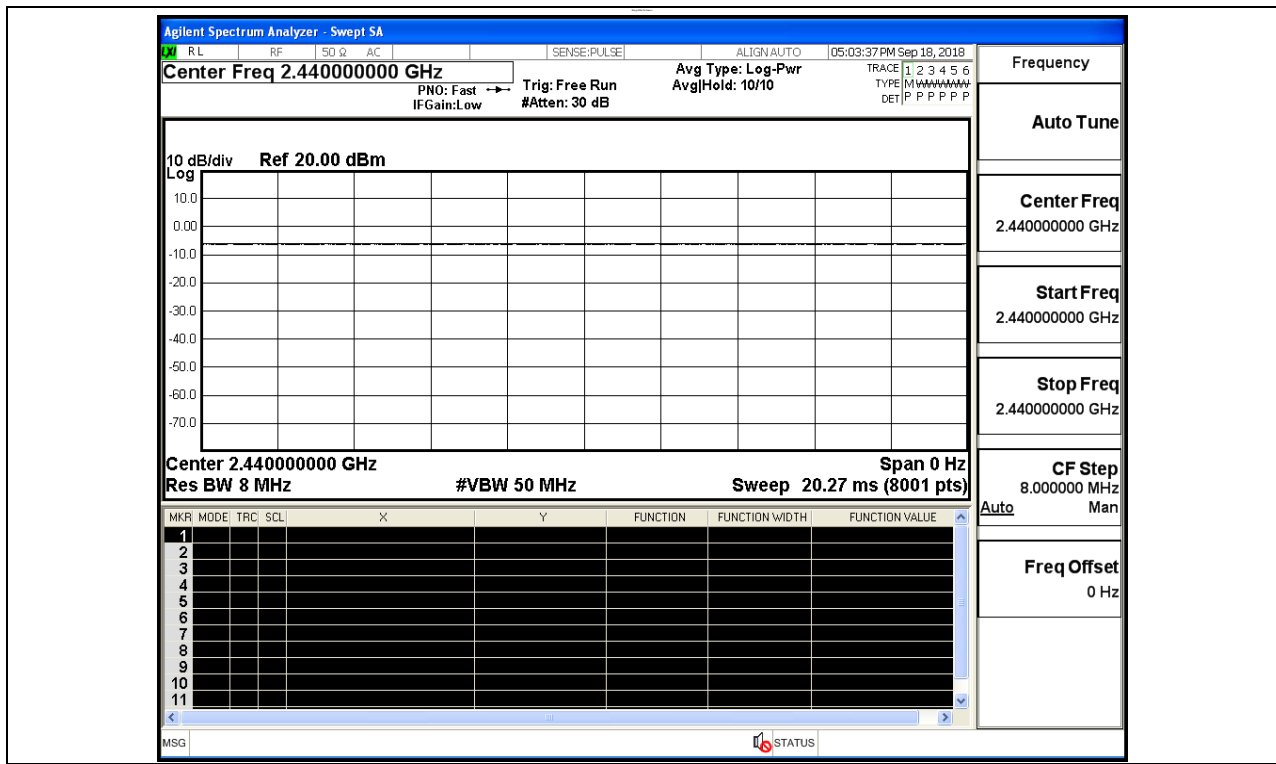 Agilent Spectrum Analyzer - Swept SA
LXI RL RF 50 Ω AC SENSE:PULSE ALIGN AUTO 05:03:37 PM Sep 18, 2018
Center Freq 2.440000000 GHz
PNO: Fast
IFGain:Low
Trig: Free Run
#Atten: 30 dB
Avg Type: Log-Pwr
Avg|Hold: 10/10
TRACE 1 2 3 4 5 6
TYPE M WWWWW
DET P P P P P P
10 dB/div Ref 20.00 dBm
Log
10.0
0.00
-10.0
-20.0
-30.0
-40.0
-50.0
-60.0
-70.0
Center 2.440000000 GHz Span 0 Hz
Res BW 8 MHz #VBW 50 MHz Sweep 20.27 ms (8001 pts)
MKR MODE TRC SCL X Y FUNCTION FUNCTION WIDTH FUNCTION VALUE
1
2
3
4
5
6
7
8
9
10
11
MSG STATUS
Frequency
Auto Tune
Center Freq
2.440000000 GHz
Start Freq
2.440000000 GHz
Stop Freq
2.440000000 GHz
CF Step
8.000000 MHz
Auto Man
Freq Offset
0 Hz